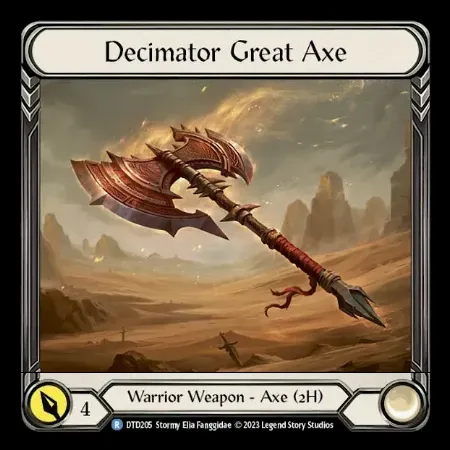 Decimator Great Axe
4
Warrior Weapon - Axe (2H)
R DTD205 Stormy Elia Fanggidae © 2023 Legend Story Studios